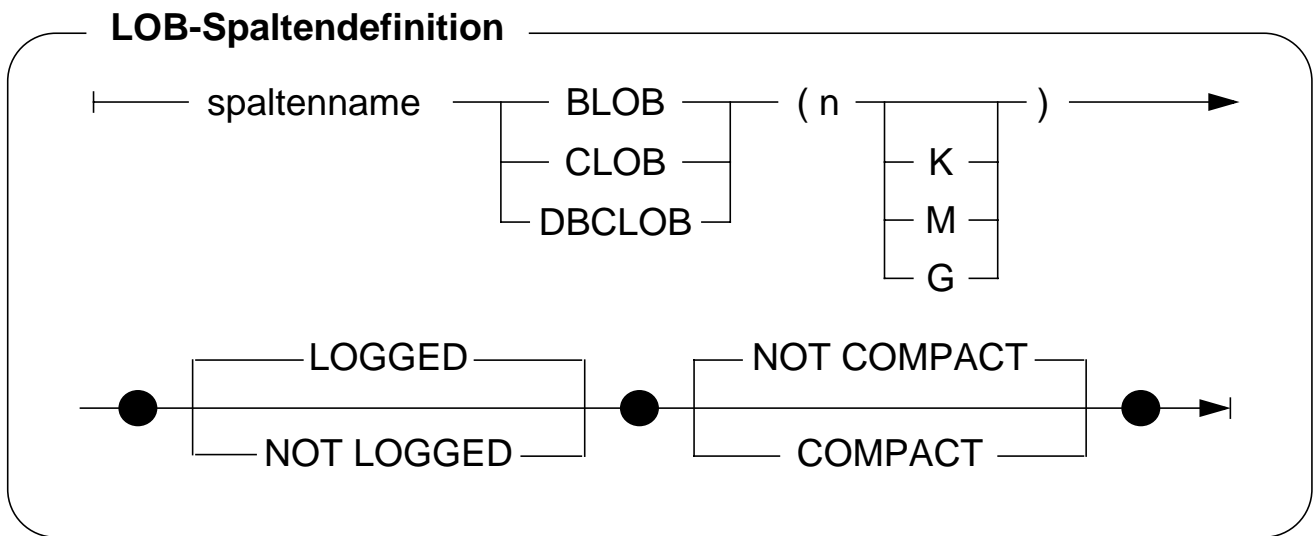 LOB-Spaltendefinition
spaltenname BLOB ( n )
CLOB K
DBCLOB M
G
LOGGED NOT COMPACT
NOT LOGGED COMPACT